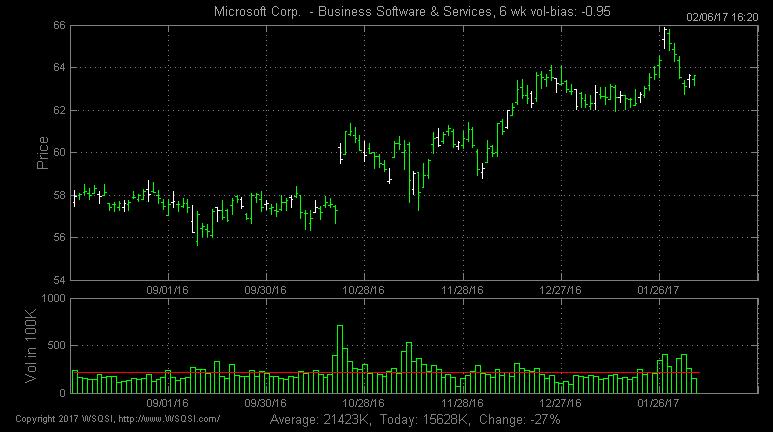 Microsoft Corp.  - Business Software & Services, 6 wk vol-bias: -0.95
02/06/17 16:20
66
64
62
60
58
56
54
Price
09/01/16 09/30/16 10/28/16 11/28/16 12/27/16 01/26/17
1000
500
0
Vol in 100K
09/01/16 09/30/16 10/28/16 11/28/16 12/27/16 01/26/17
Copyright 2017 WSQSI, http://www.WSQSI.com/
Average: 21423K,  Today: 15628K,  Change: -27%